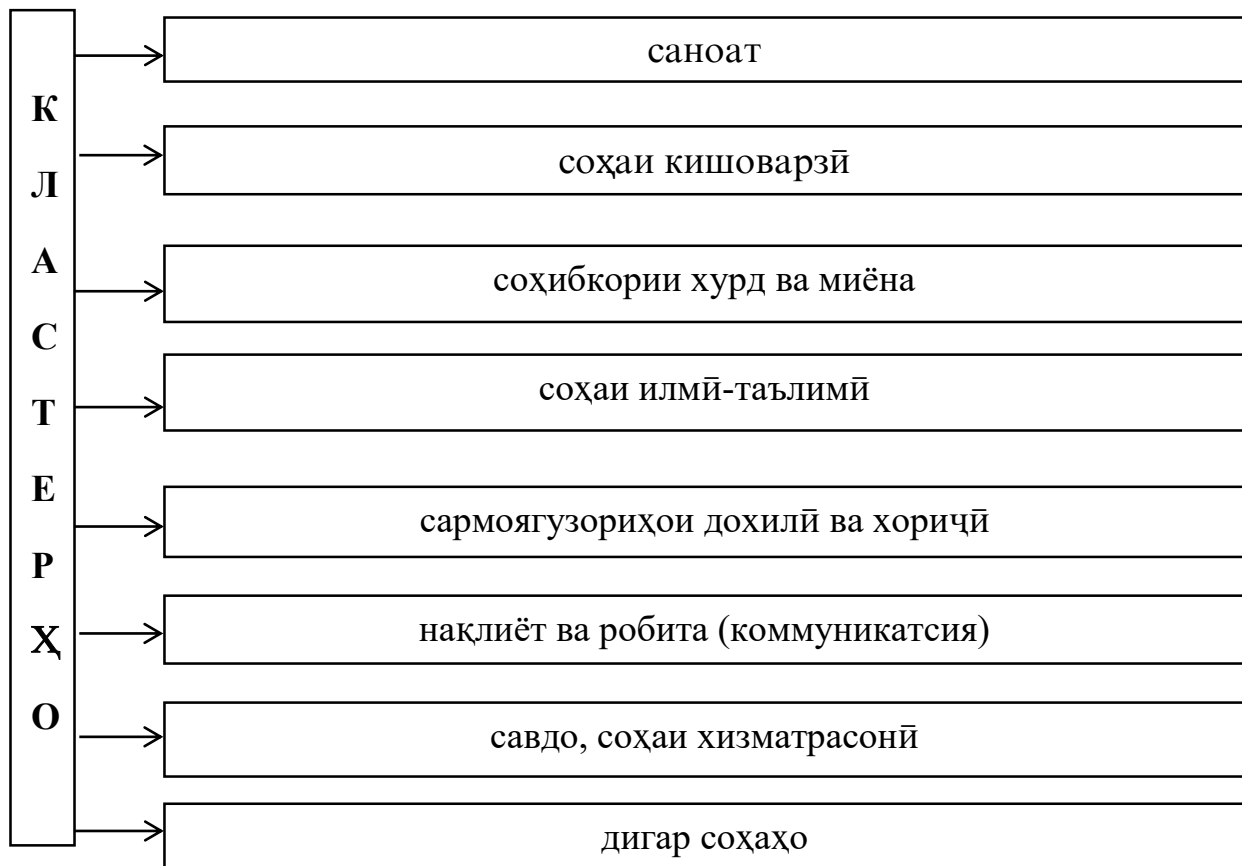 КЛАСТЕРҲО
саноат
соҳаи кишоварзӣ
соҳибкории хурд ва миёна
соҳаи илмӣ-таълимӣ
сармоягузориҳои дохилӣ ва хориҷӣ
нақлиёт ва робита (коммуникатсия)
савдо, соҳаи хизматрасонӣ
дигар соҳаҳо